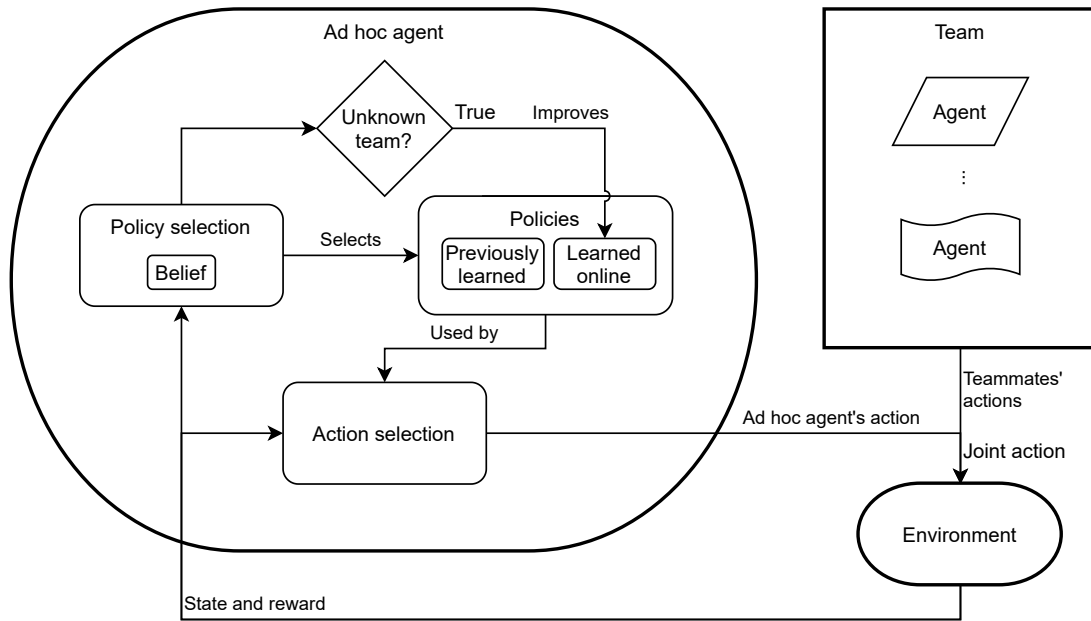 Ad hoc agent
Team
Unknown
team?
True
Improves
Agent
⋮
Agent
Policy selection
Belief
Selects
Policies
Previously
learned
Learned
online
Used by
Action selection
Ad hoc agent's action
Teammates'
actions
Joint action
Environment
State and reward